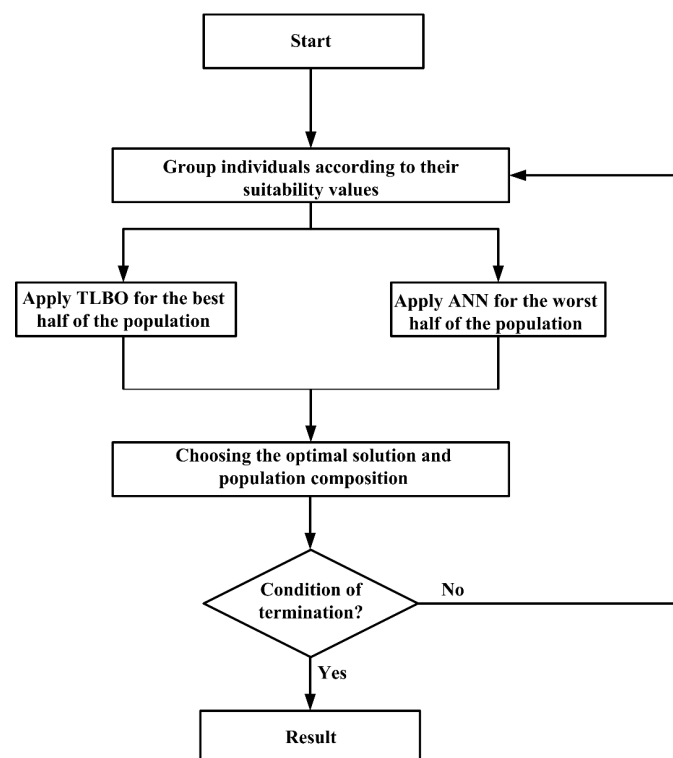 Start
Group individuals according to their
suitability values
Apply TLBO for the best
half of the population
Apply ANN for the worst
half of the population
Choosing the optimal solution and
population composition
Condition of
termination?
No
Yes
Result